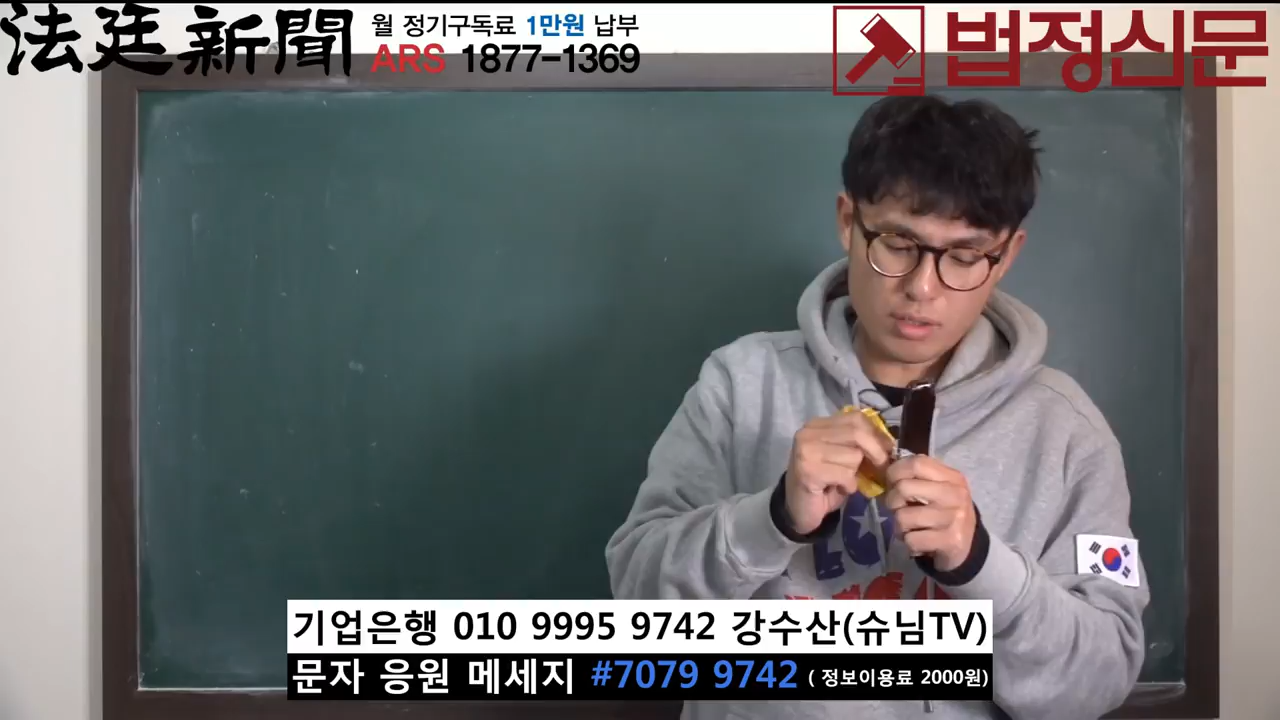 法廷新聞
월 정기구독료 1만원 납부
ARS 1877-1369
법정신문
기업은행 010 9995 9742 강수산(슈님TV)
문자 응원 메세지 #7079 9742 ( 정보이용료 2000원)